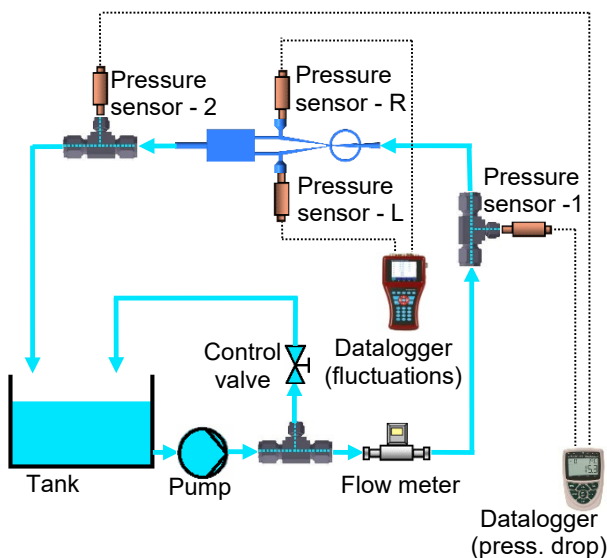 Pressure
sensor - 2
Pressure
sensor - R
Pressure
sensor -1
Pressure
sensor - L
Control
valve
Datalogger
(fluctuations)
Tank
Pump
Flow meter
Datalogger
(press. drop)